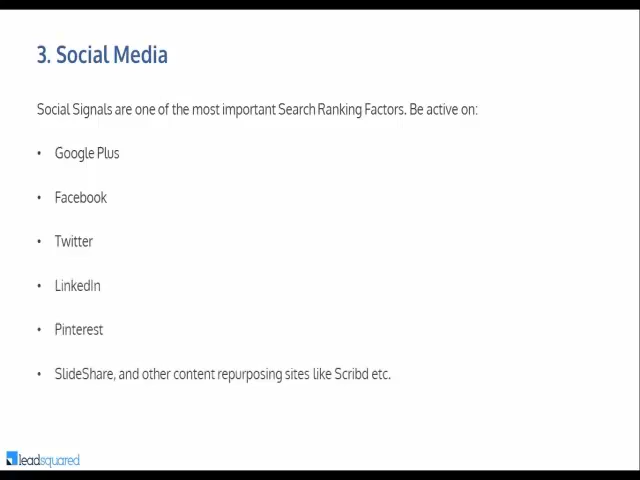 3. Social Media
Social Signals are one of the most important Search Ranking Factors. Be active on:
• Google Plus
• Facebook
• Twitter
• LinkedIn
• Pinterest
• SlideShare, and other content repurposing sites like Scribd etc.
leadsquared